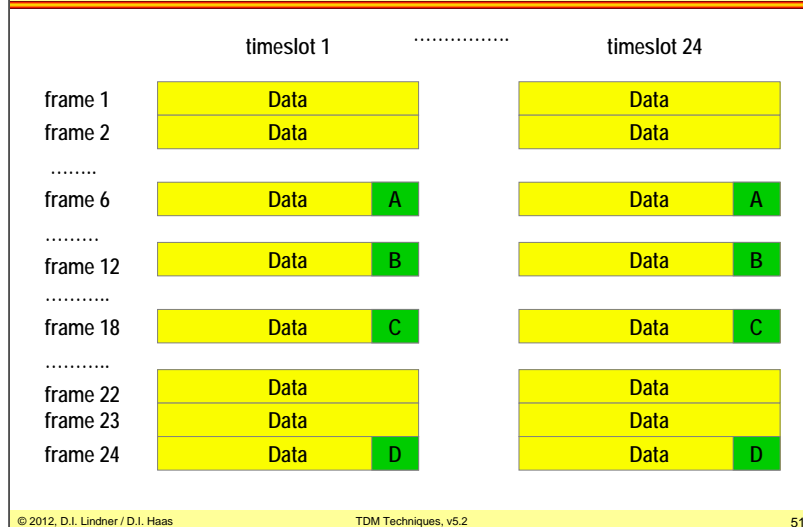 timeslot 1 ................ timeslot 24
frame 1 Data Data
frame 2 Data Data
........
frame 6 Data A Data A
.........
frame 12 Data B Data B
...........
frame 18 Data C Data C
...........
frame 22 Data Data
frame 23 Data Data
frame 24 Data D Data D
© 2012, D.I. Lindner / D.I. Haas TDM Techniques, v5.2 51